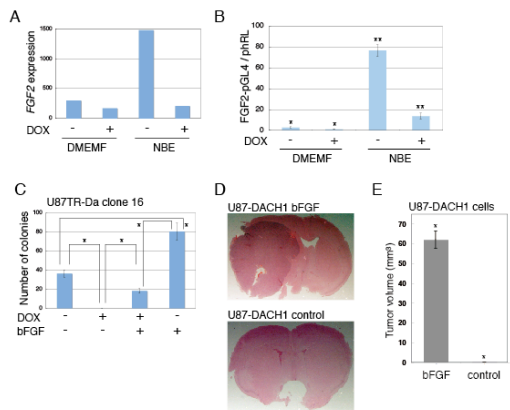 A
FGF2 expression
1500
1000
500
0
DOX - + - +
DMEMF NBE
B
FGF2-pGL4 / phRL
100
80
60
40
20
0
* * ** **
DOX - + - +
DMEMF NBE
C
U87TR-Da clone 16
Number of colonies
80
60
40
20
0
* * * *
DOX - + + -
bFGF - - + +
D
U87-DACH1 bFGF
U87-DACH1 control
E
U87-DACH1 cells
Tumor volume (mm³)
70
60
50
40
30
20
10
0
* *
bFGF control